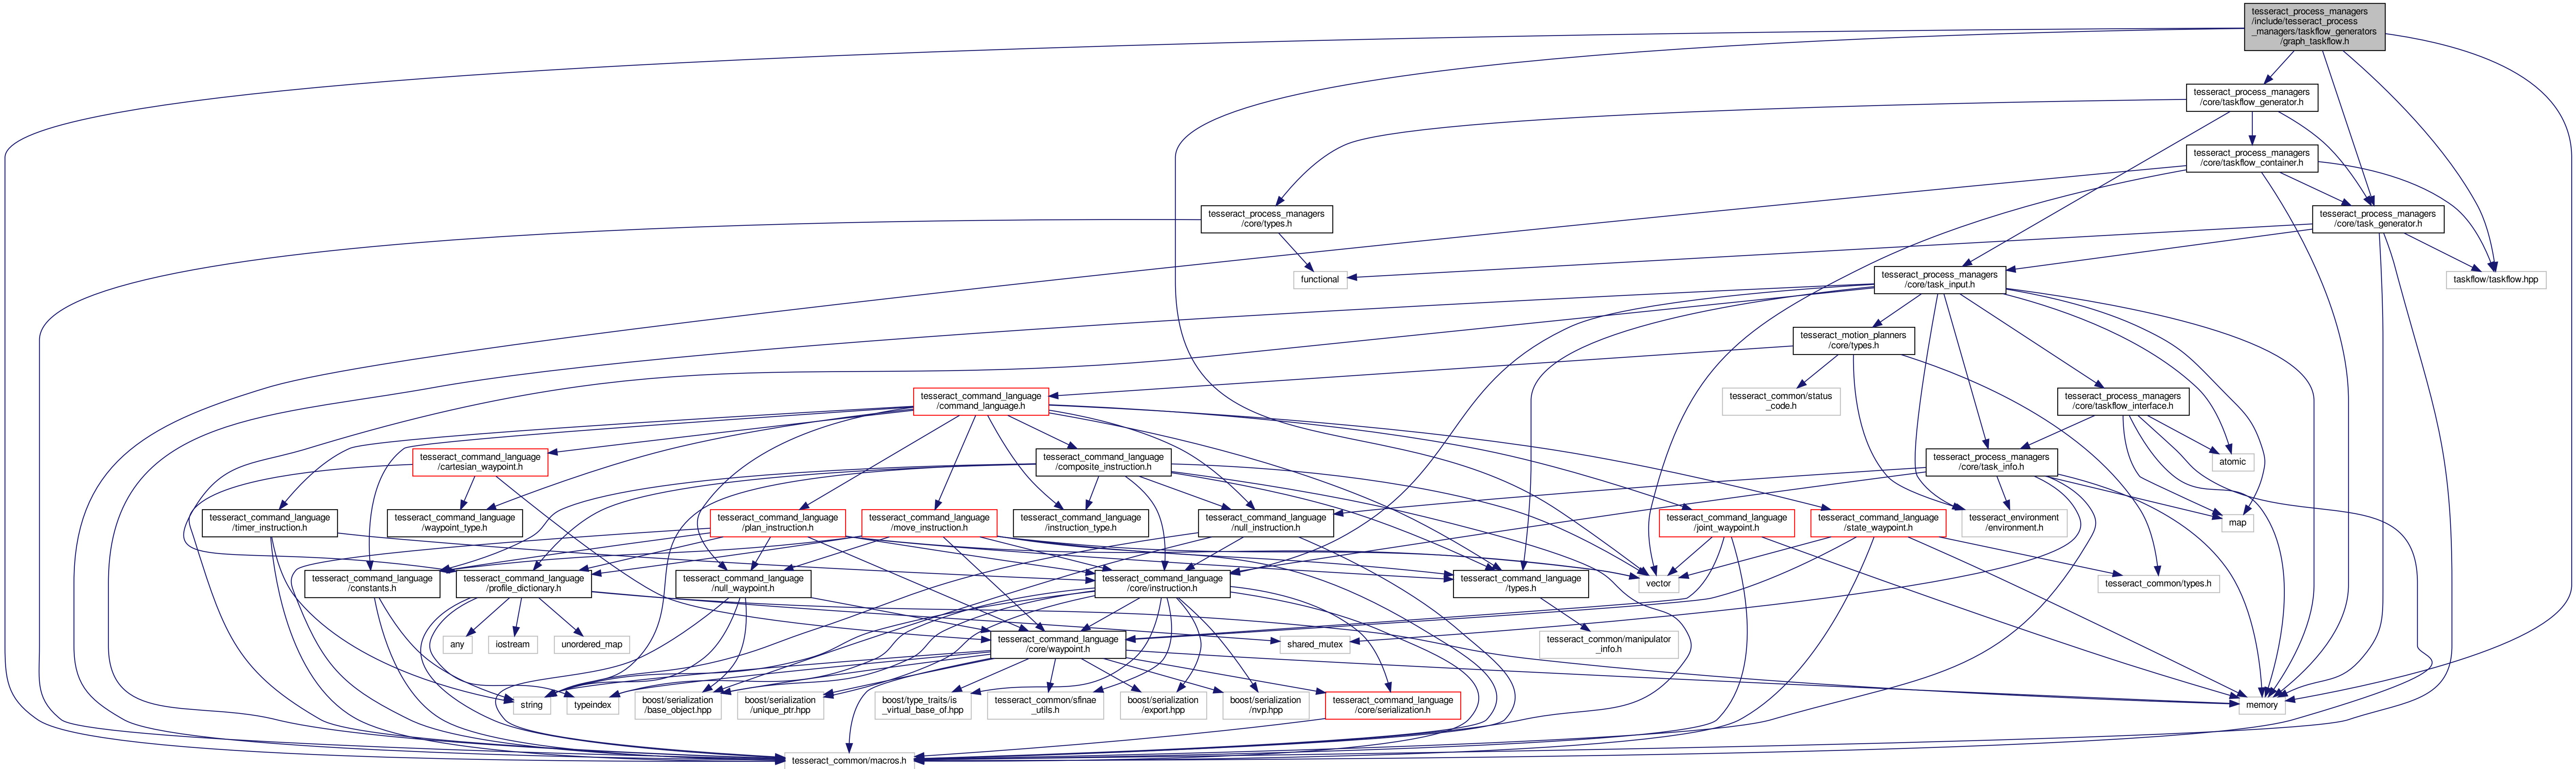 tesseract_process_managers
/include/tesseract_process
_managers/taskflow_generators
/graph_taskflow.h
tesseract_process_managers
/core/taskflow_generator.h
tesseract_process_managers
/core/taskflow_container.h
tesseract_process_managers
/core/types.h
tesseract_process_managers
/core/task_generator.h
functional
tesseract_process_managers
/core/task_input.h
taskflow/taskflow.hpp
tesseract_motion_planners
/core/types.h
tesseract_command_language
/command_language.h
tesseract_common/status
_code.h
tesseract_process_managers
/core/taskflow_interface.h
tesseract_command_language
/cartesian_waypoint.h
tesseract_command_language
/composite_instruction.h
tesseract_process_managers
/core/task_info.h
atomic
tesseract_command_language
/timer_instruction.h
tesseract_command_language
/waypoint_type.h
tesseract_command_language
/plan_instruction.h
tesseract_command_language
/move_instruction.h
tesseract_command_language
/instruction_type.h
tesseract_command_language
/null_instruction.h
tesseract_command_language
/joint_waypoint.h
tesseract_command_language
/state_waypoint.h
tesseract_environment
/environment.h
map
tesseract_command_language
/constants.h
tesseract_command_language
/profile_dictionary.h
tesseract_command_language
/null_waypoint.h
tesseract_command_language
/core/instruction.h
tesseract_command_language
/types.h
vector
tesseract_common/types.h
any
iostream
unordered_map
tesseract_command_language
/core/waypoint.h
shared_mutex
tesseract_common/manipulator
_info.h
string
typeindex
boost/serialization
/base_object.hpp
boost/serialization
/unique_ptr.hpp
boost/type_traits/is
_virtual_base_of.hpp
tesseract_common/sfinae
_utils.h
boost/serialization
/export.hpp
boost/serialization
/nvp.hpp
tesseract_command_language
/core/serialization.h
memory
tesseract_common/macros.h